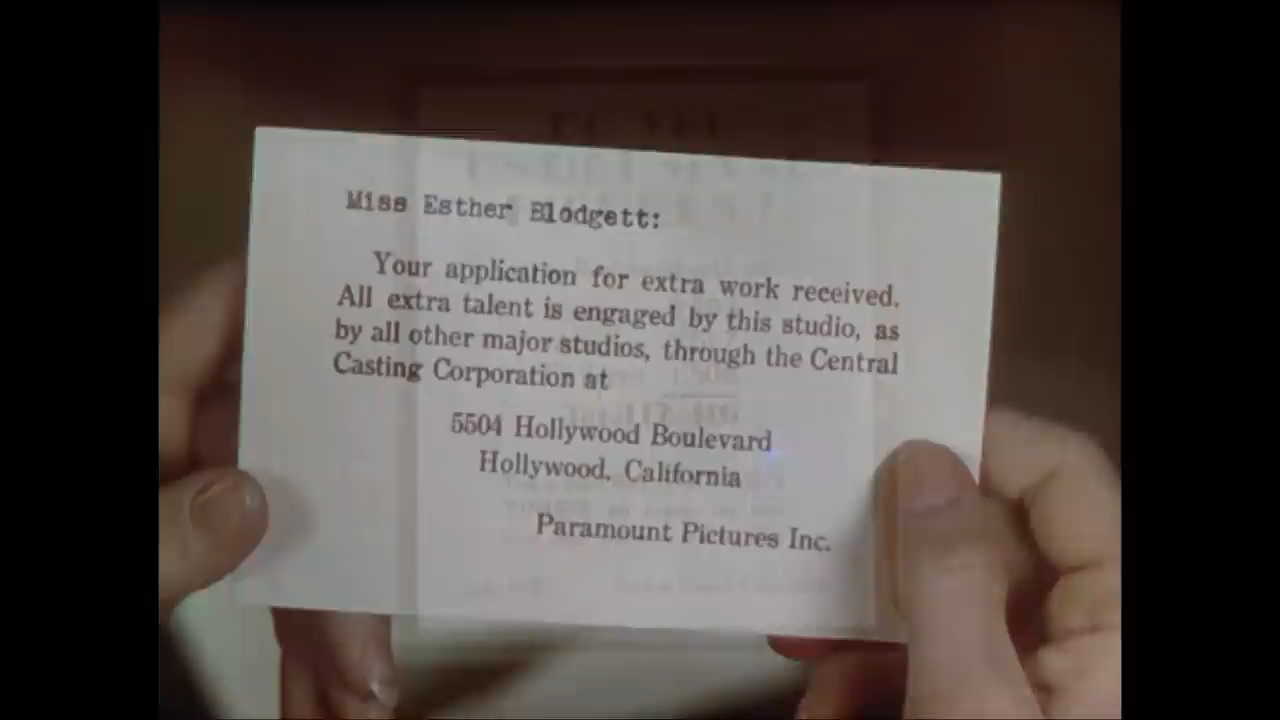 Miss Esther Blodgett:
Your application for extra work received.
All extra talent is engaged by this studio, as
by all other major studios, through the Central
Casting Corporation at
5504 Hollywood Boulevard
Hollywood, California
Paramount Pictures Inc.